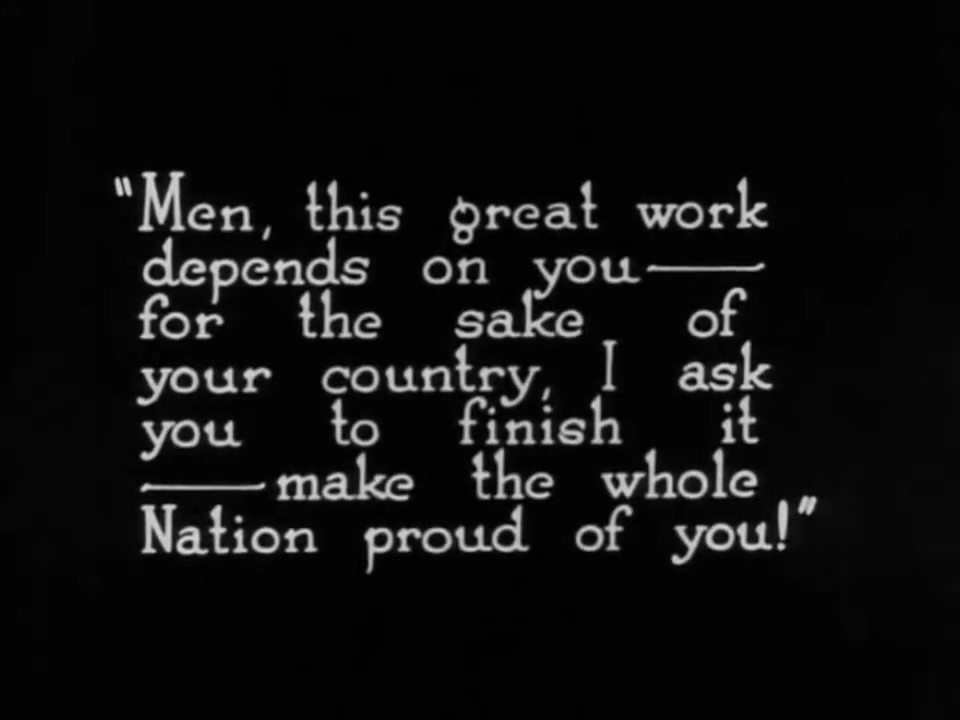 "Men, this great work
depends on you——
for the sake of
your country, I ask
you to finish it
——make the whole
Nation proud of you!"